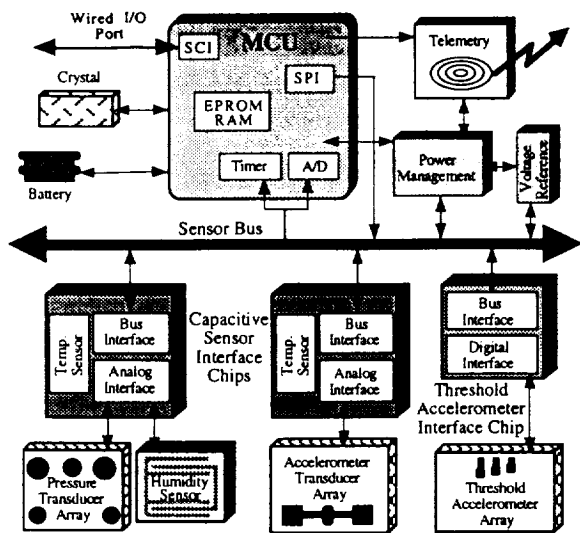 Wired I/O
Port
SCI
MCU
Telemetry
Crystal
SPI
EPROM
RAM
Battery
Timer
A/D
Power
Management
Voltage
Reference
Sensor Bus
Temp.
Sensor
Bus
Interface
Analog
Interface
Capacitive
Sensor
Interface
Chips
Temp.
Sensor
Bus
Interface
Analog
Interface
Bus
Interface
Digital
Interface
Threshold
Accelerometer
Interface Chip
Pressure
Transducer
Array
Humidity
Sensor
Accelerometer
Transducer
Array
Threshold
Accelerometer
Array